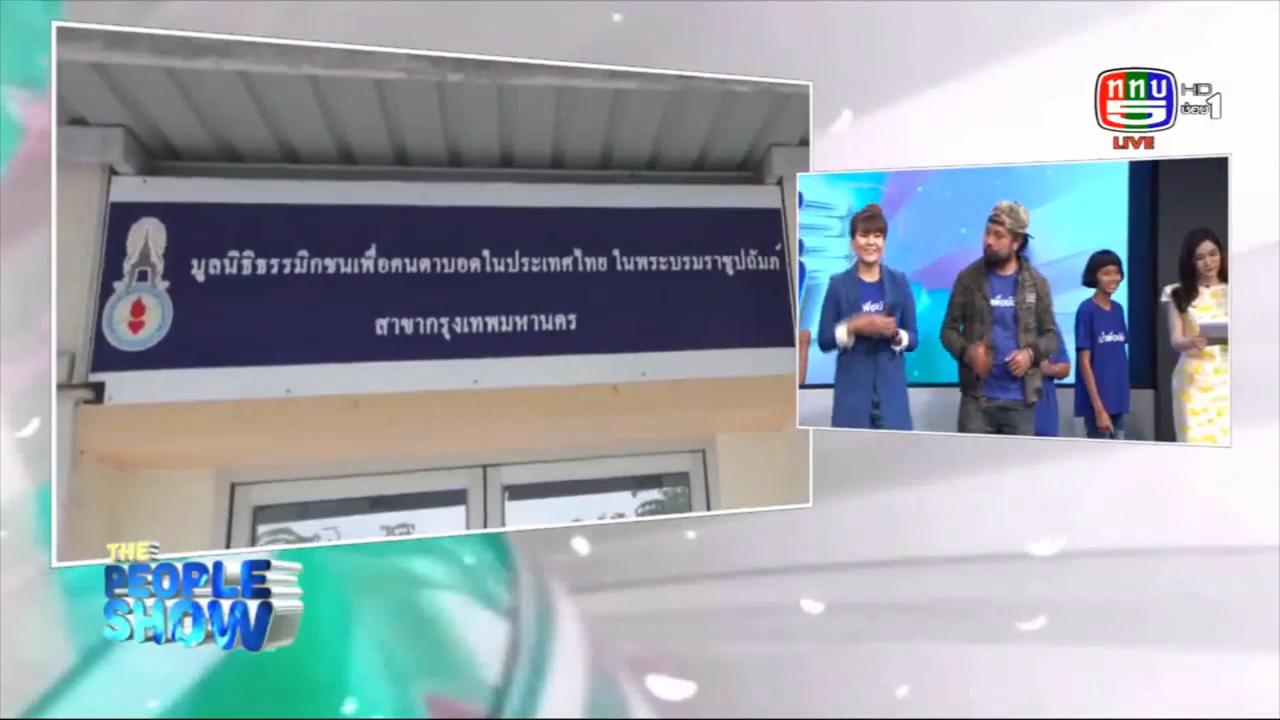 มูลนิธิธรรมิกชนเพื่อคนตาบอดในประเทศไทย ในพระบรมราชูปถัมภ์
สาขากรุงเทพมหานคร
ททบ
5
HD
ช่อง1
LIVE
THE
PEOPLE
SHOW